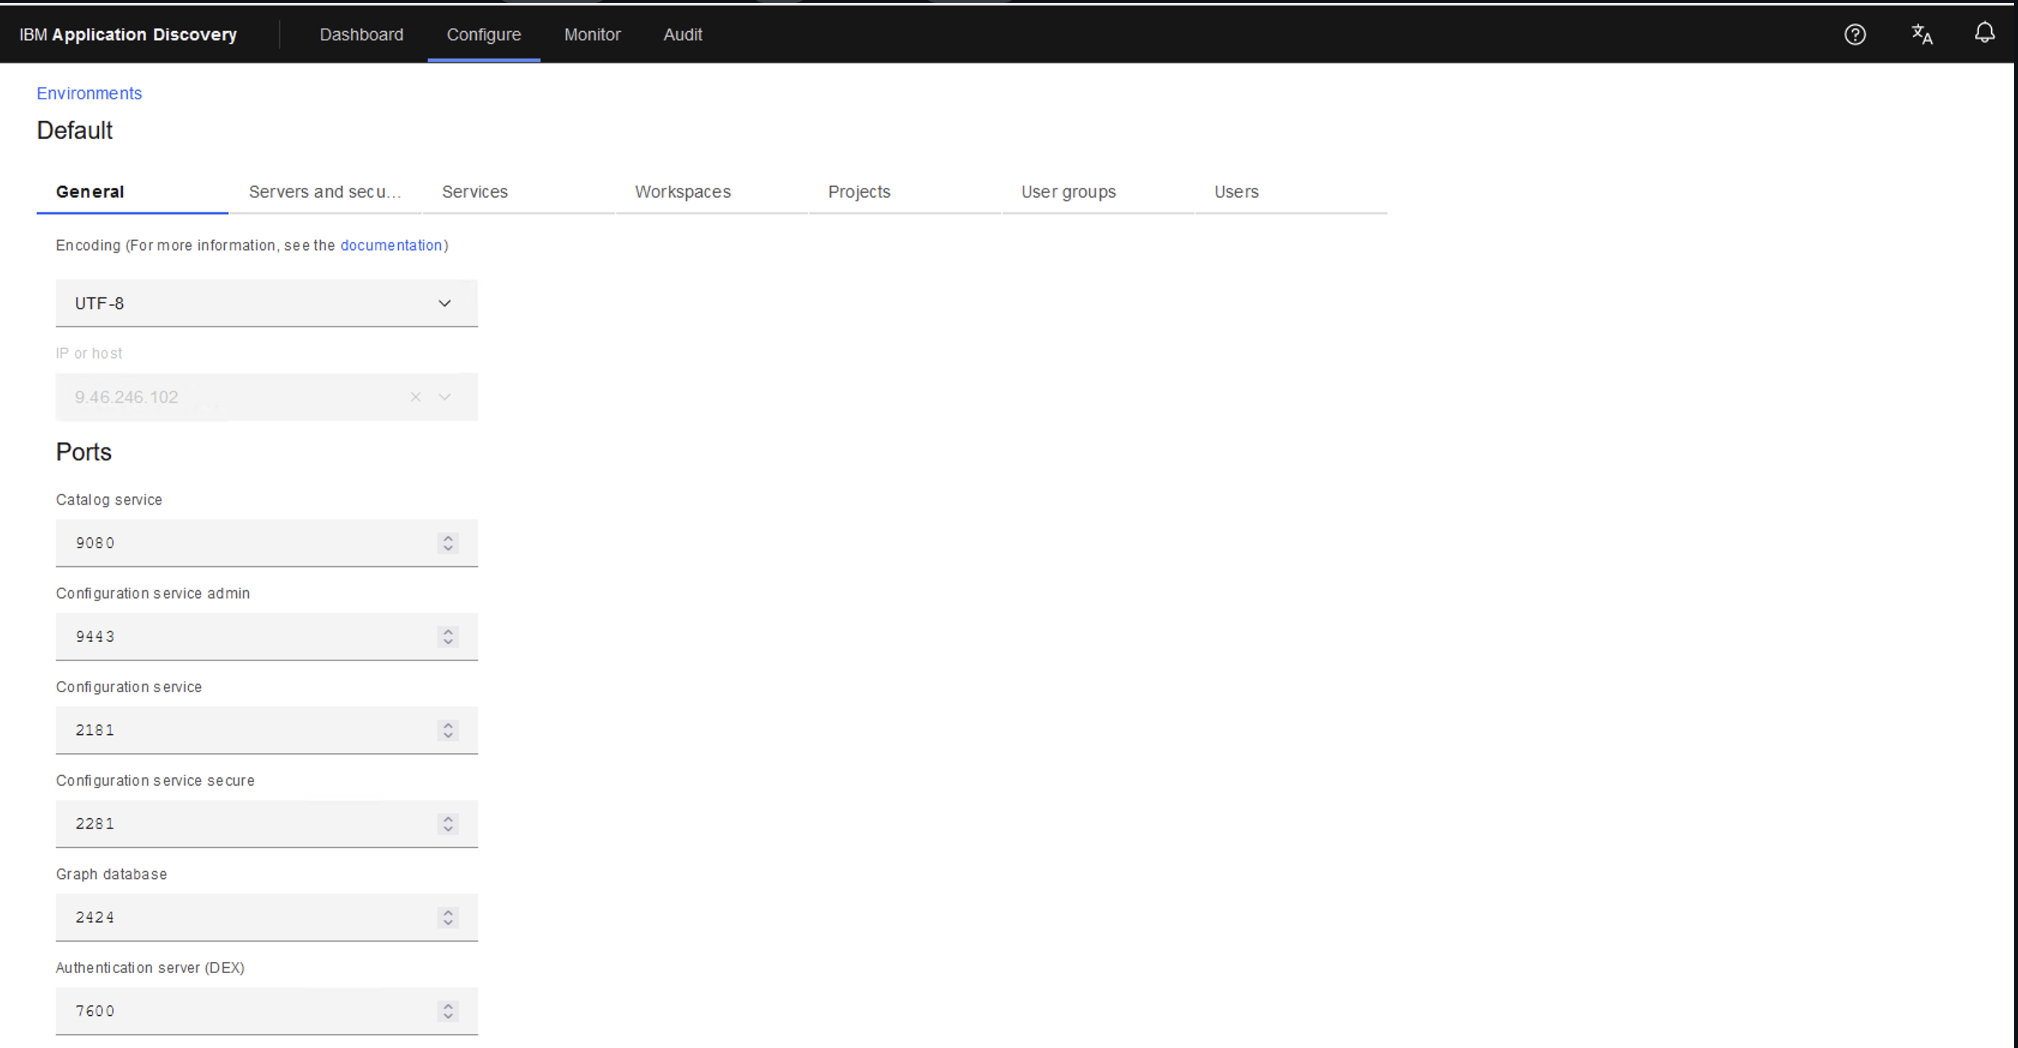 IBM Application Discovery Dashboard Configure Monitor Audit
Environments
Default
General Servers and secu... Services Workspaces Projects User groups Users
Encoding (For more information, see the documentation)
UTF-8
IP or host
9.46.246.102
Ports
Catalog service
9080
Configuration service admin
9443
Configuration service
2181
Configuration service secure
2281
Graph database
2424
Authentication server (DEX)
7600